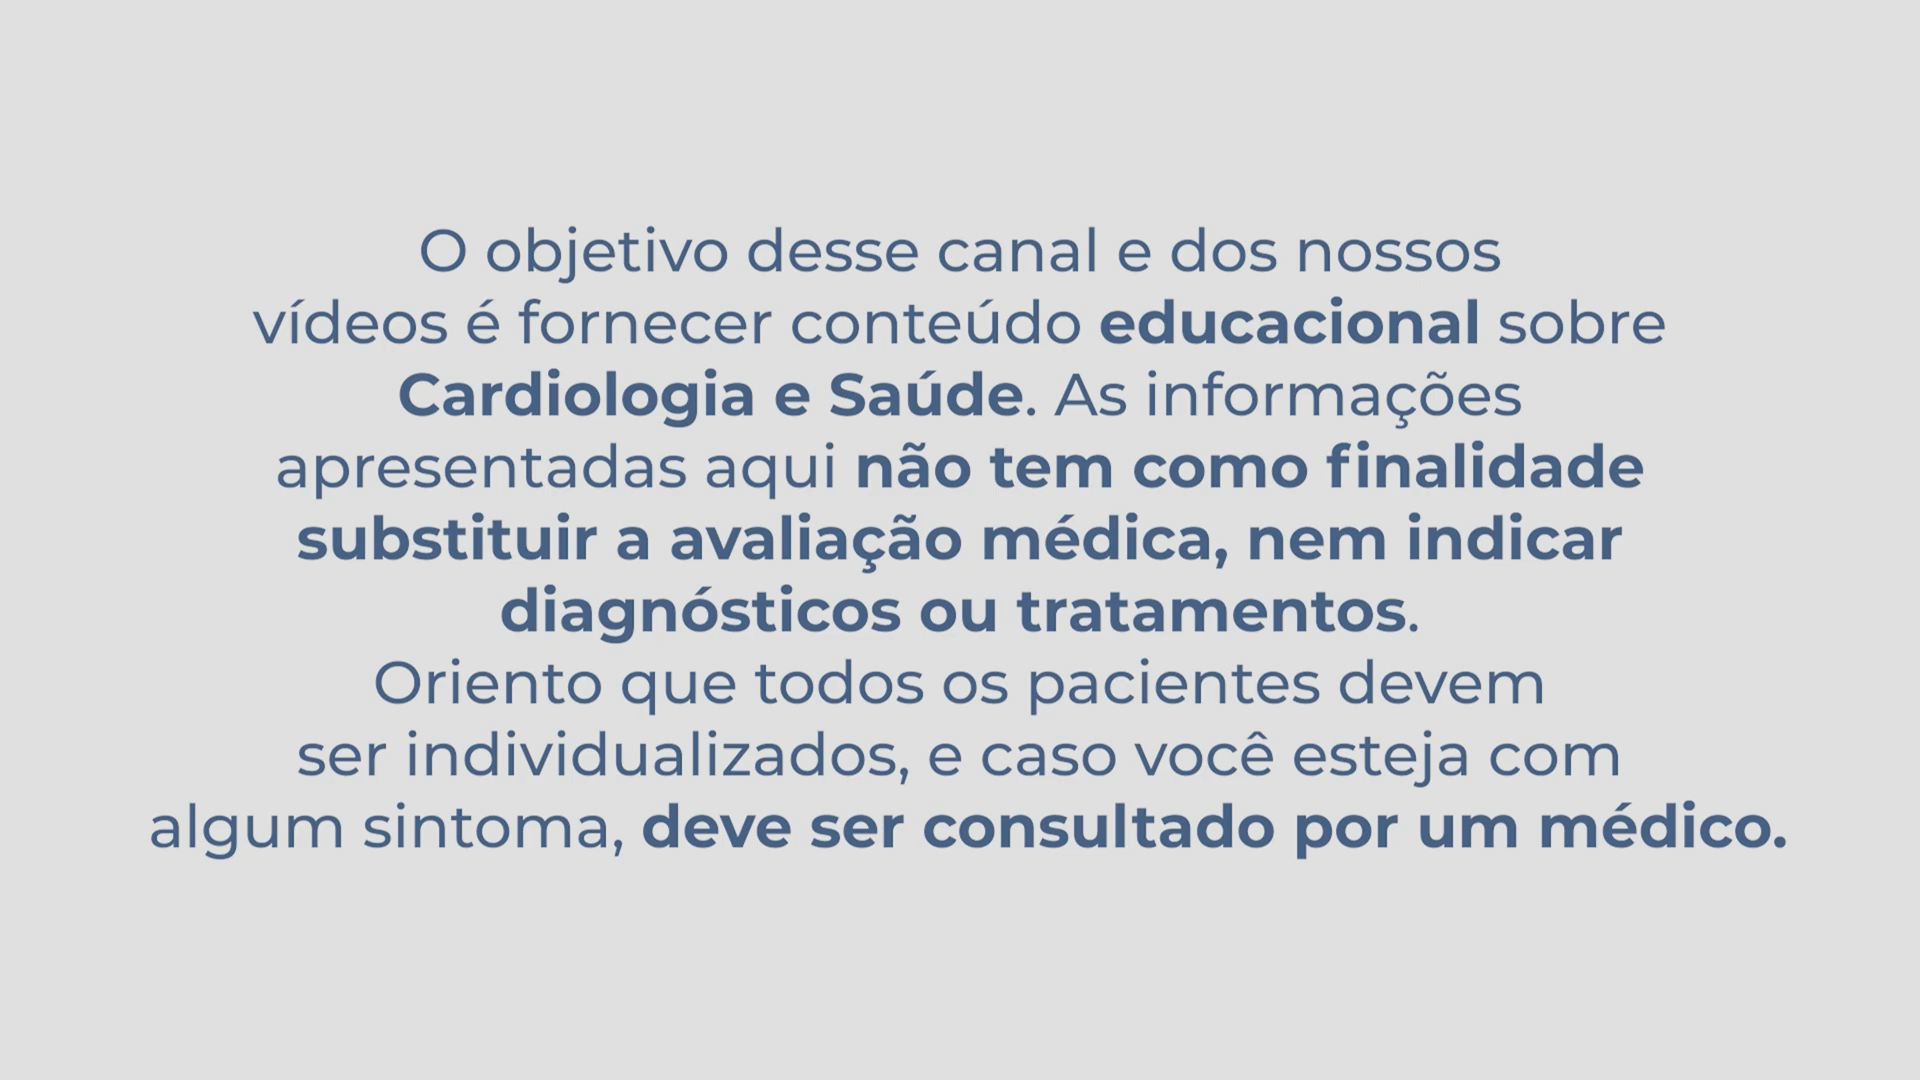 O objetivo desse canal e dos nossos
vídeos é fornecer conteúdo educacional sobre
Cardiologia e Saúde. As informações
apresentadas aqui não tem como finalidade
substituir a avaliação médica, nem indicar
diagnósticos ou tratamentos.
Oriento que todos os pacientes devem
ser individualizados, e caso você esteja com
algum sintoma, deve ser consultado por um médico.